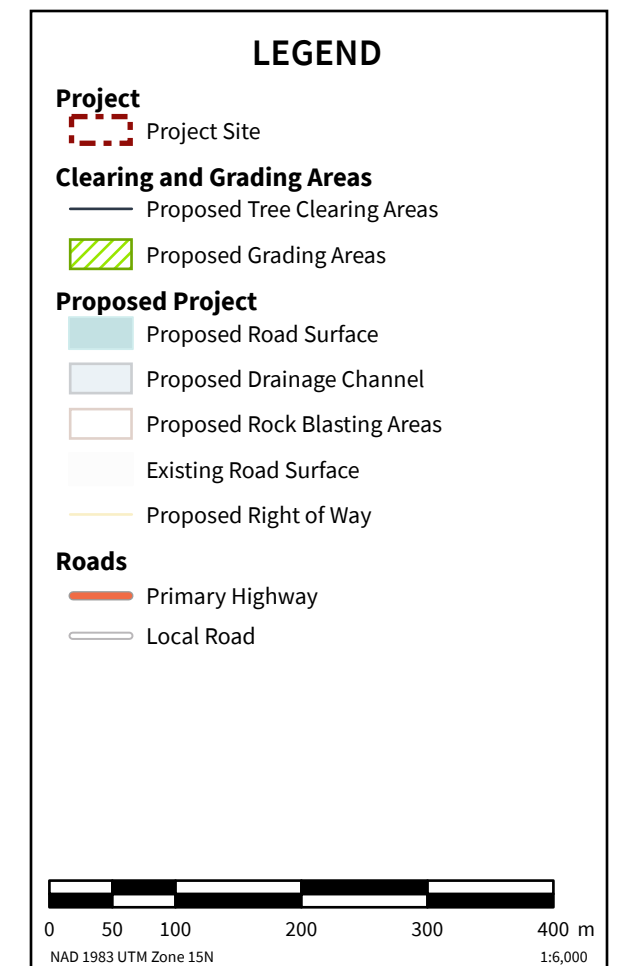 LEGEND
Project
Project Site
Clearing and Grading Areas
Proposed Tree Clearing Areas
Proposed Grading Areas
Proposed Project
Proposed Road Surface
Proposed Drainage Channel
Proposed Rock Blasting Areas
Existing Road Surface
Proposed Right of Way
Roads
Primary Highway
Local Road
0 50 100 200 300 400 m
NAD 1983 UTM Zone 15N 1:6,000